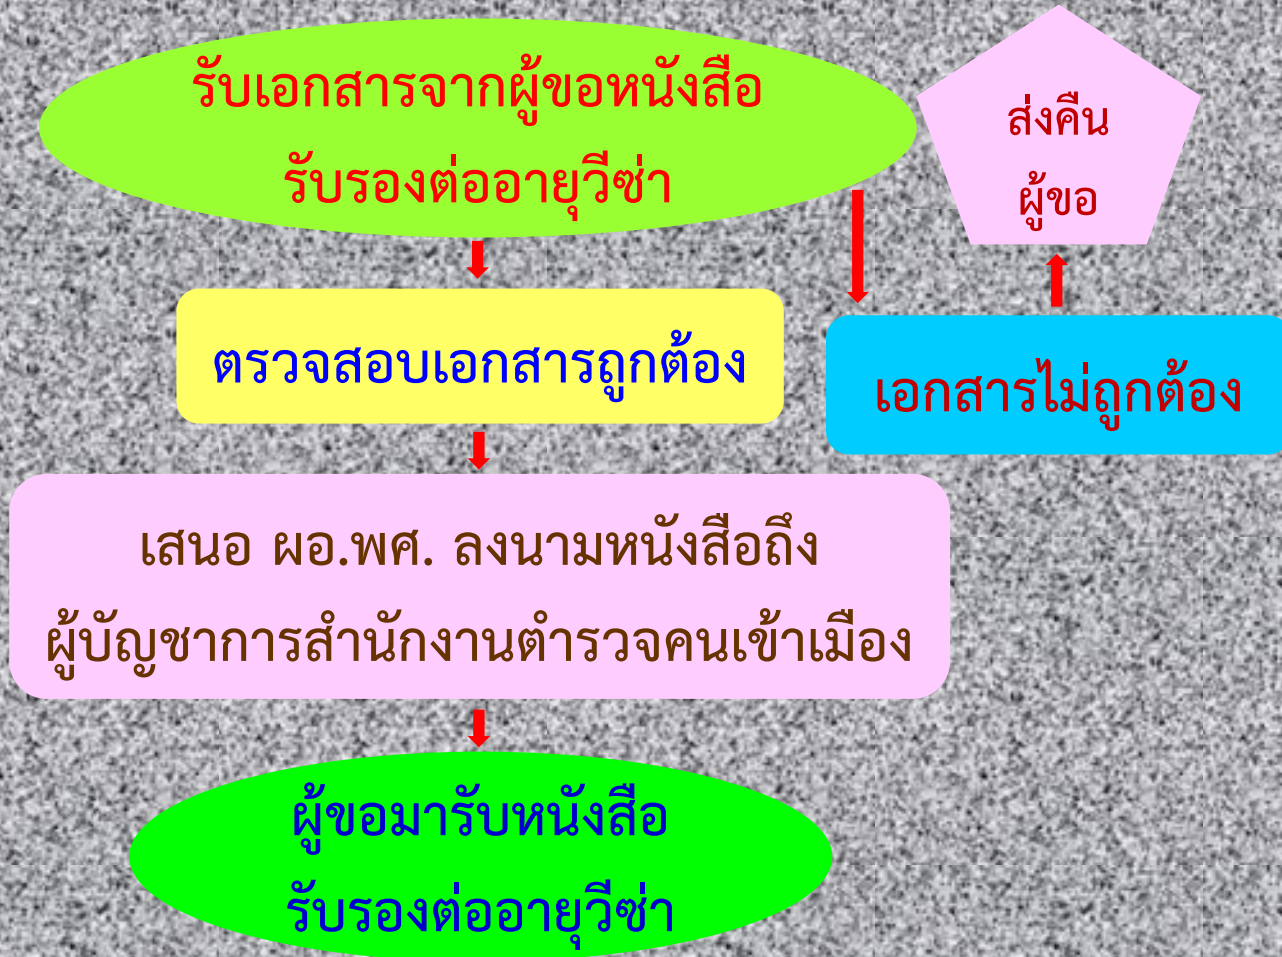 รับเอกสารจากผู้ขอหนังสือ
รับรองต่ออายุวีซ่า
ส่งคืน
ผู้ขอ
ตรวจสอบเอกสารถูกต้อง
เอกสารไม่ถูกต้อง
เสนอ ผอ.พศ. ลงนามหนังสือถึง
ผู้บัญชาการสำนักงานตำรวจคนเข้าเมือง
ผู้ขอมารับหนังสือ
รับรองต่ออายุวีซ่า